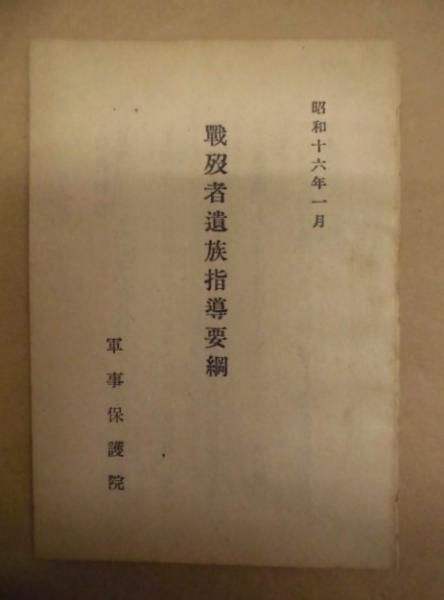 昭和十六年一月
戰歿者遺族指導要綱
軍事保護院